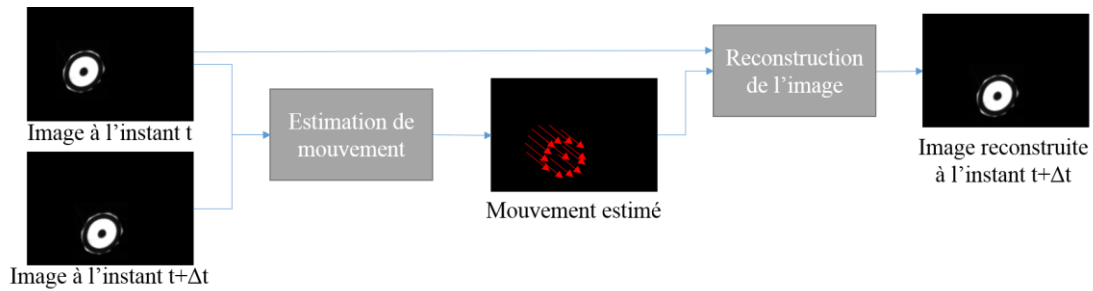 Image à l’instant t
Image à l’instant t+Δt
Estimation de
mouvement
Mouvement estimé
Reconstruction
de l’image
Image reconstruite
à l’instant t+Δt